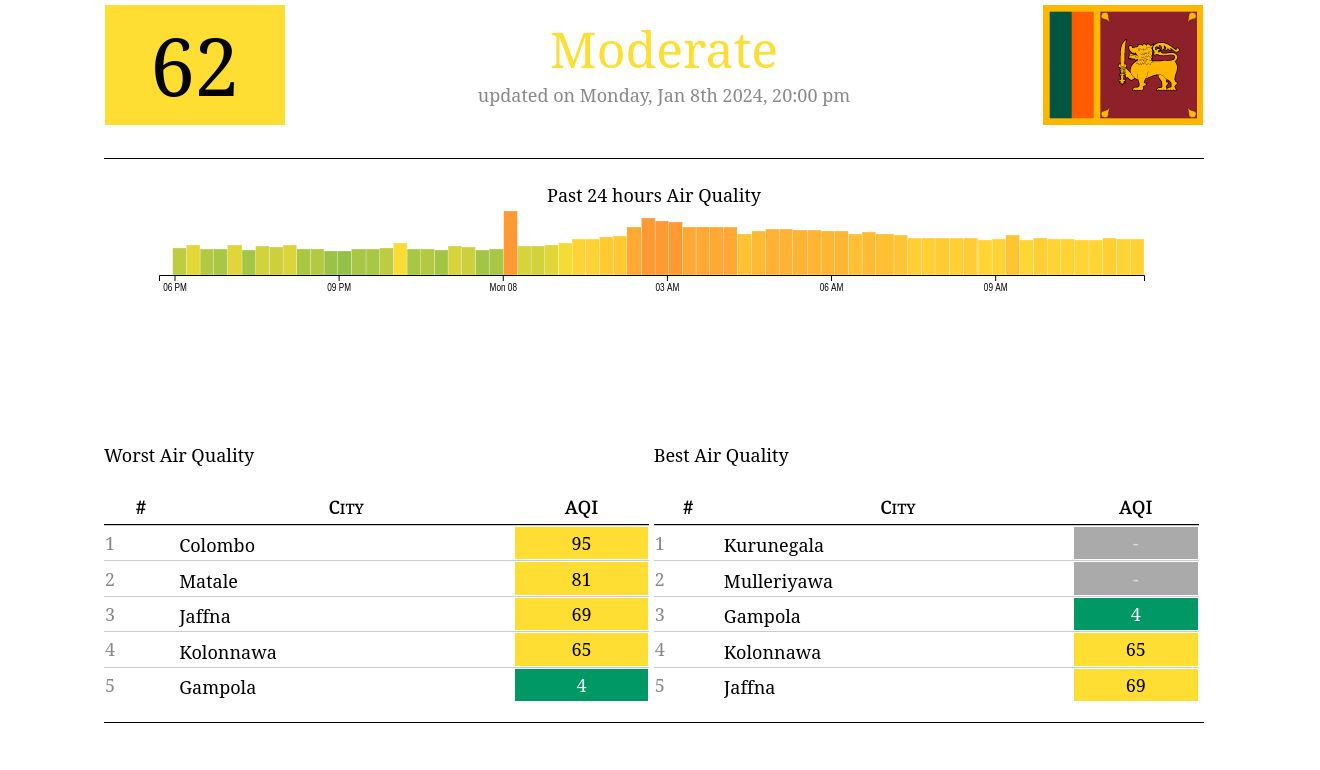 62
Moderate
updated on Monday, Jan 8th 2024, 20:00 pm
Past 24 hours Air Quality
06 PM 09 PM Mon 08 03 AM 06 AM 09 AM
Worst Air Quality
# City AQI
1 Colombo 95
2 Matale 81
3 Jaffna 69
4 Kolonnawa 65
5 Gampola 4
Best Air Quality
# City AQI
1 Kurunegala -
2 Mulleriyawa -
3 Gampola 4
4 Kolonnawa 65
5 Jaffna 69